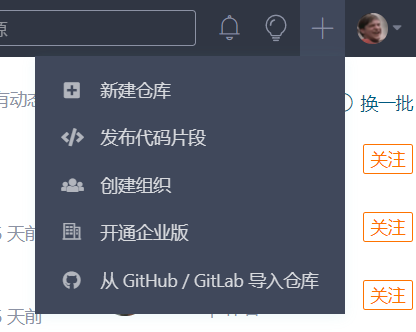 源
有动态
换一批
新建仓库
发布代码片段
关注
创建组织
开通企业版
5 天前
关注
从 GitHub / GitLab 导入仓库
关注
5 天前